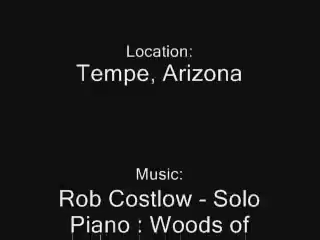 Location:
Tempe, Arizona
Music:
Rob Costlow - Solo
Piano : Woods of